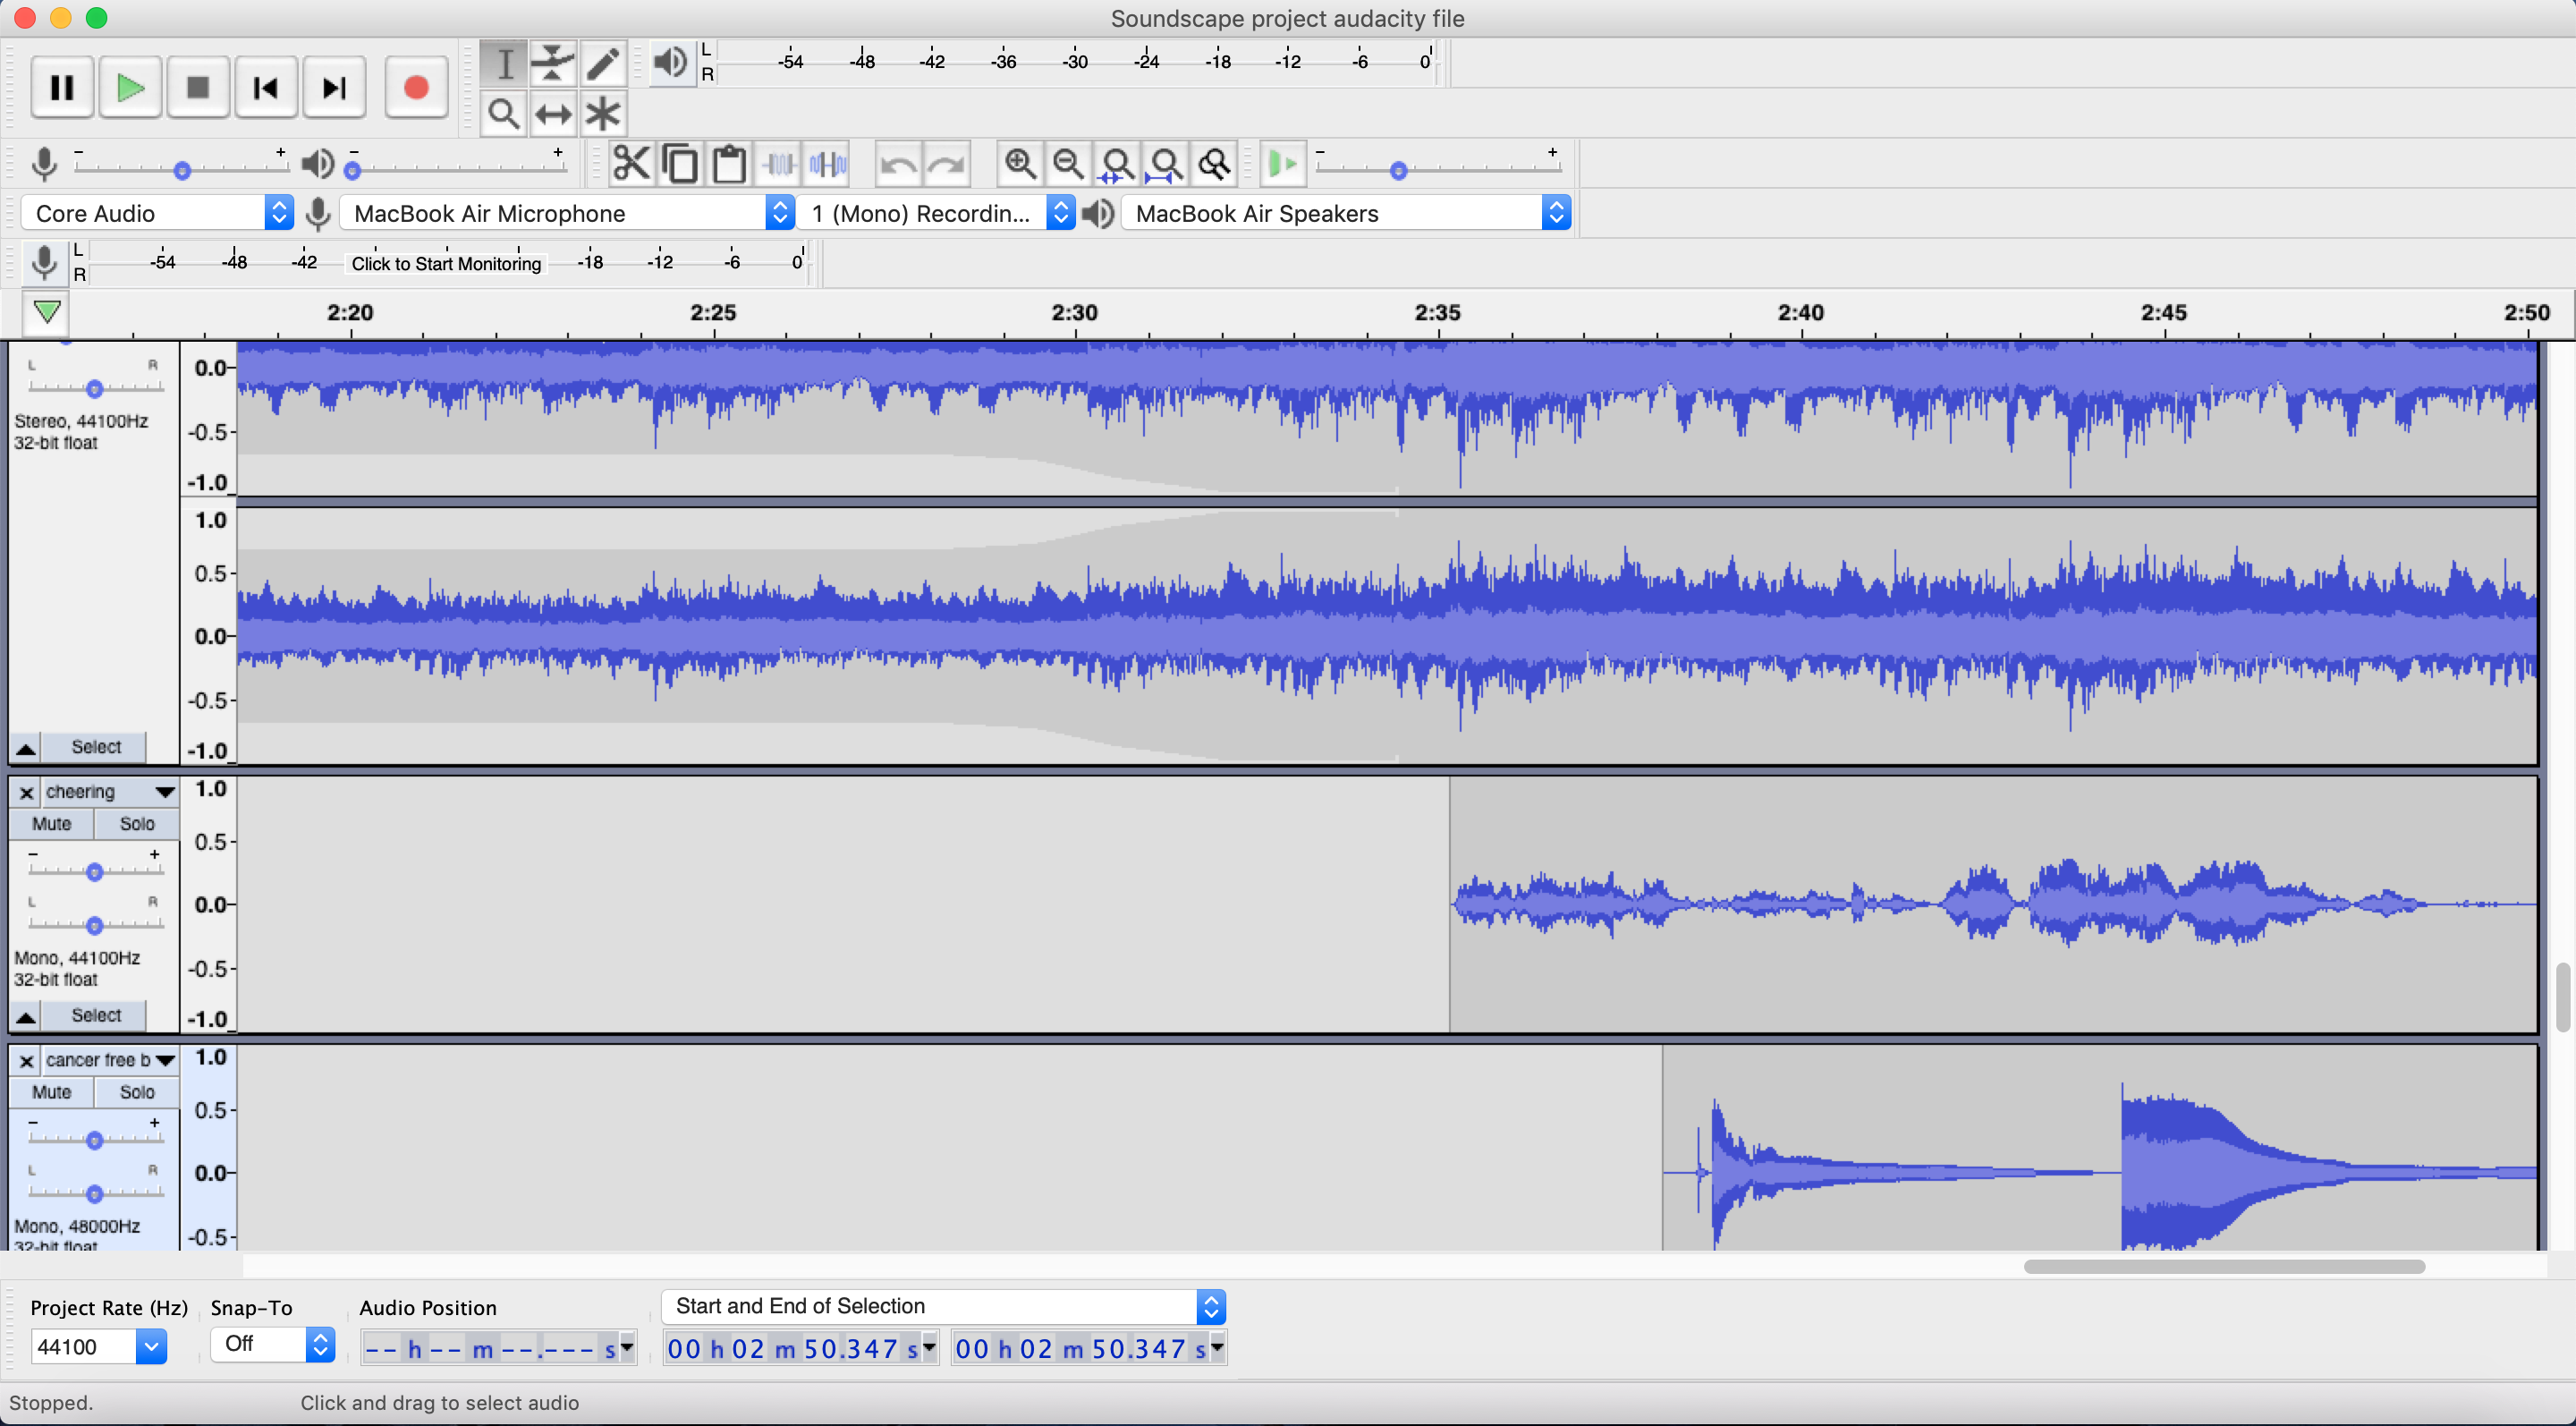 Soundscape project audacity file
L
R
-54 -48 -42 -36 -30 -24 -18 -12 -6 0
- + - +
- +
Core Audio MacBook Air Microphone 1 (Mono) Recordin... MacBook Air Speakers
L
R
-54 -48 -42 Click to Start Monitoring -18 -12 -6 0
2:20 2:25 2:30 2:35 2:40 2:45 2:50
L R
Stereo, 44100Hz
32-bit float
0.0
-0.5
-1.0
1.0
0.5
0.0
-0.5
-1.0
Select
cheering
Mute Solo
- +
L R
Mono, 44100Hz
32-bit float
Select
1.0
0.5
0.0
-0.5
-1.0
cancer free b
Mute Solo
- +
L R
Mono, 48000Hz
32-bit float
1.0
0.5
0.0
-0.5
Project Rate (Hz) Snap-To Audio Position Start and End of Selection
44100 Off -- h -- m --.--- s 00 h 02 m 50.347 s 00 h 02 m 50.347 s
Stopped. Click and drag to select audio